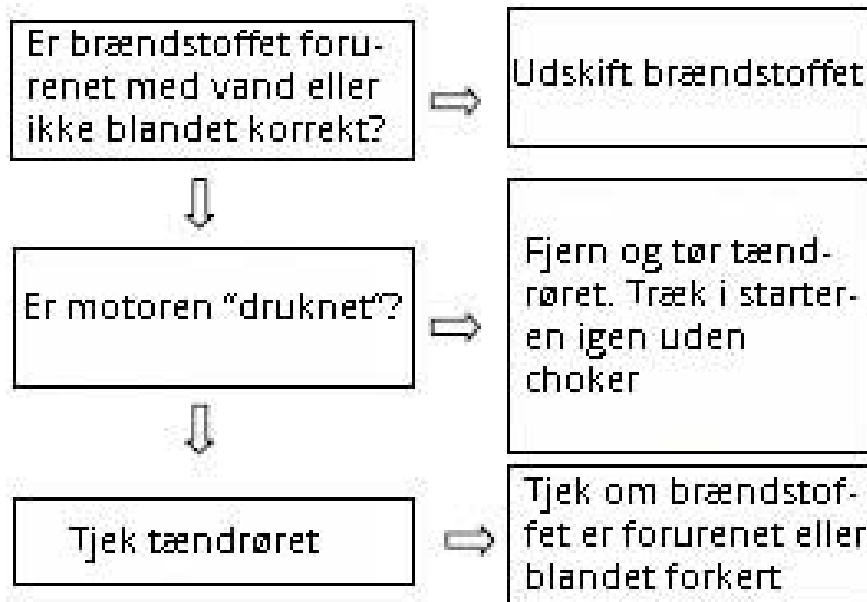 Er brændstoffet foru-
renet med vand eller
ikke blandet korrekt?
Udskift brændstoffet
Er motoren “druknet”?
Fjern og tør tænd-
røret. Træk i starter-
en igen uden
choker
Tjek tændrøret
Tjek om brændstof-
fet er forurenet eller
blandet forkert